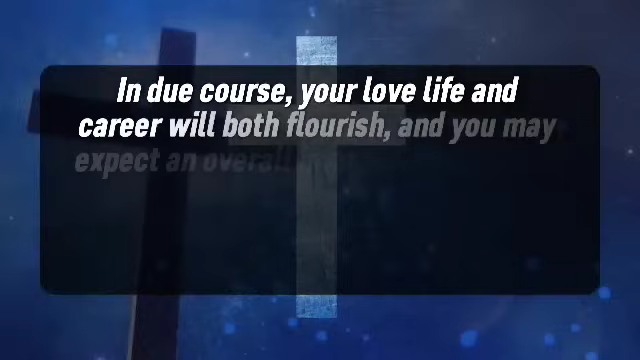 In due course, your love life and
career will both flourish, and you may
expect an overall